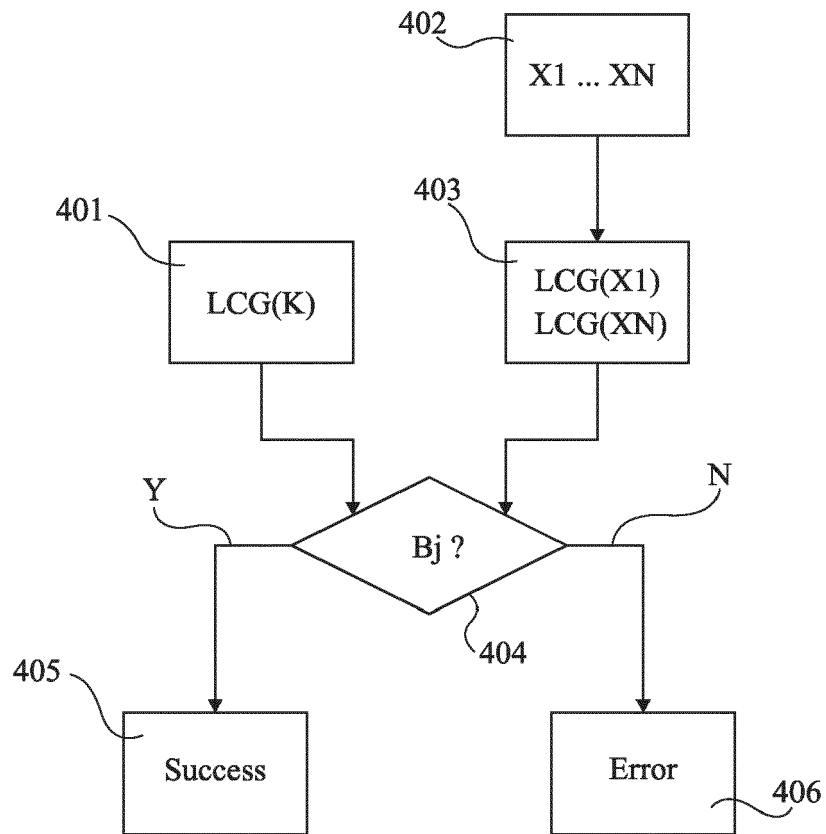 402
X1 ... XN
403
401
LCG(X1)
LCG(XN)
LCG(K)
Y
N
Bj ?
404
405
Success
Error
406